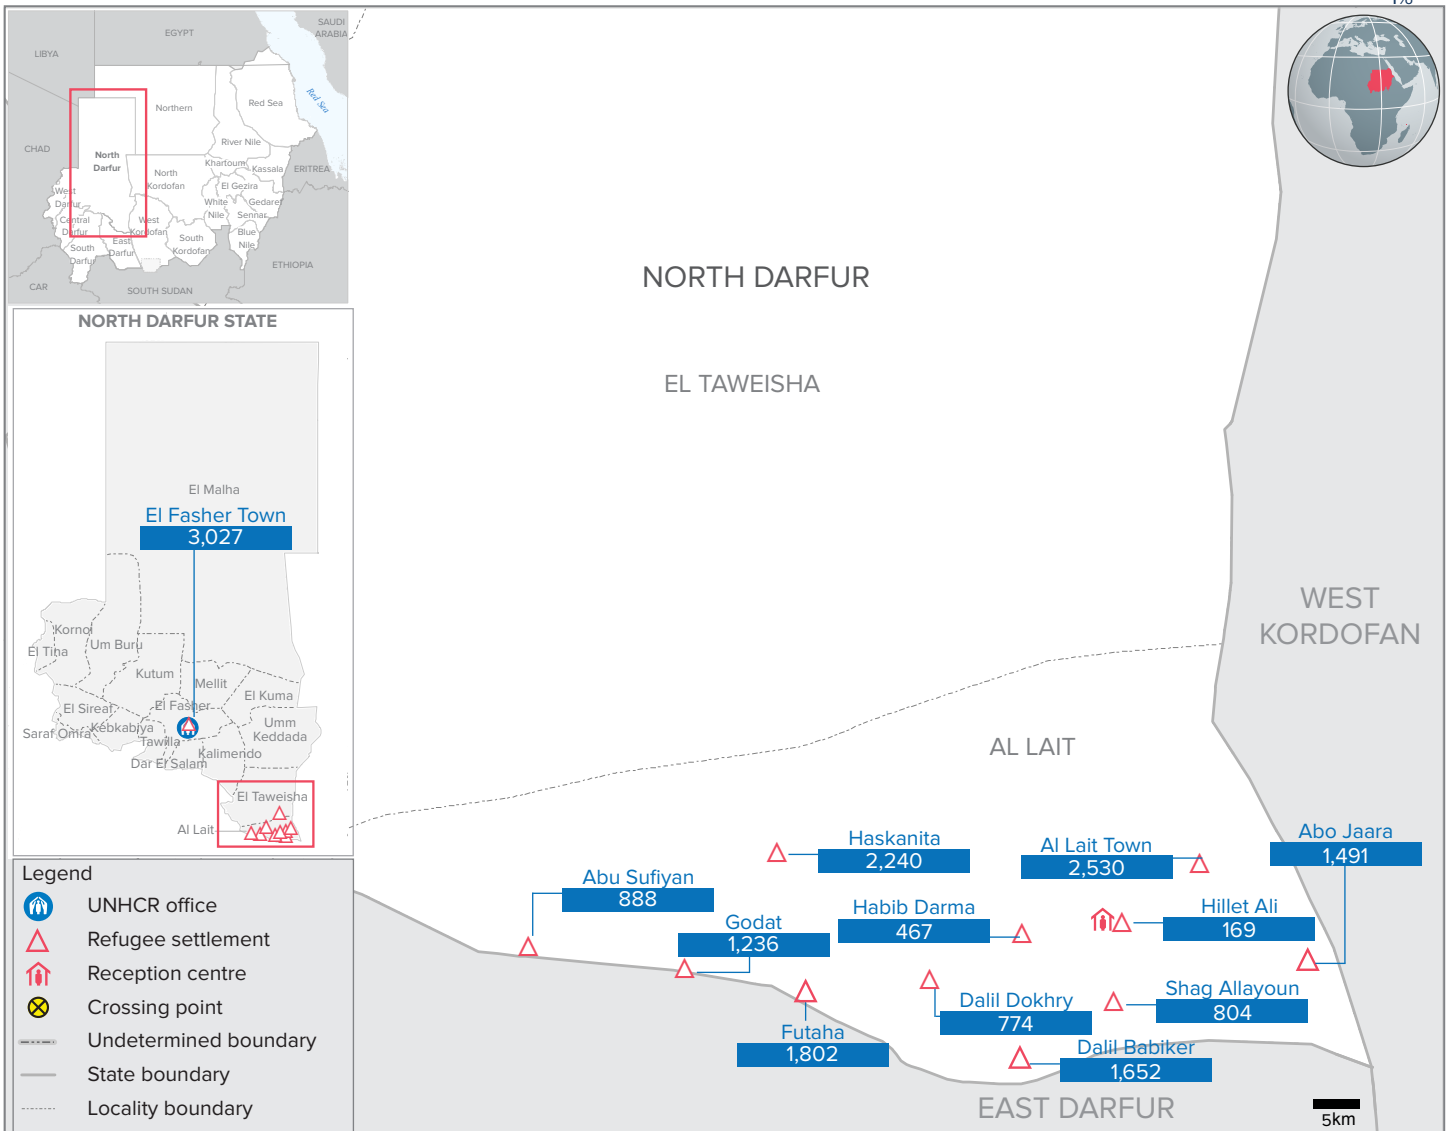 1%
SAUDI
ARABIA
EGYPT
LIBYA
Red Sea
Northern
Red Sea
CHAD
River Nile
North
Darfur
Khartoum
Kassala
ERITREA
North
Kordofan
El Gezira
West
Darfur
White
Nile
Gedaref
Sennar
Central
Darfur
West
Kordofan
Blue
Nile
South
Kordofan
East
Darfur
South
Darfur
ETHIOPIA
CAR
SOUTH SUDAN
NORTH DARFUR STATE
El Malha
El Fasher Town
3,027
Kornoi
El Tina
Um Buru
Kutum
Mellit
El Kuma
El Sireaf
El Fasher
Saraf Omra
Kebkabiya
Umm
Keddada
Tawilla
Kalimendo
Dar El Salam
El Taweisha
Al Lait
Legend
UNHCR office
Refugee settlement
Reception centre
Crossing point
Undetermined boundary
State boundary
Locality boundary
NORTH DARFUR
EL TAWEISHA
WEST
KORDOFAN
AL LAIT
Haskanita
2,240
Al Lait Town
2,530
Abo Jaara
1,491
Abu Sufiyan
888
Godat
1,236
Habib Darma
467
Hillet Ali
169
Dalil Dokhry
774
Shag Allayoun
804
Futaha
1,802
Dalil Babiker
1,652
EAST DARFUR
5km